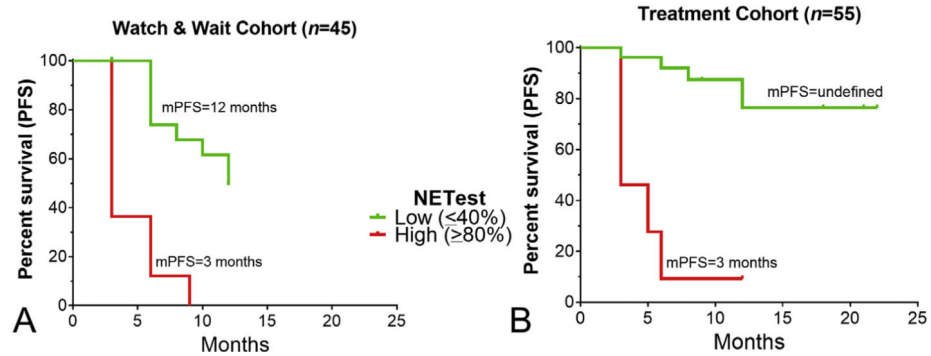 Watch & Wait Cohort (n=45)
100
80
60
40
20
0
Percent survival (PFS)
mPFS=12 months
mPFS=3 months
0 5 10 15 20 25
Months
A
NETest
Low (≤40%)
High (≥80%)
Treatment Cohort (n=55)
100
80
60
40
20
0
Percent survival (PFS)
mPFS=undefined
mPFS=3 months
0 5 10 15 20 25
Months
B